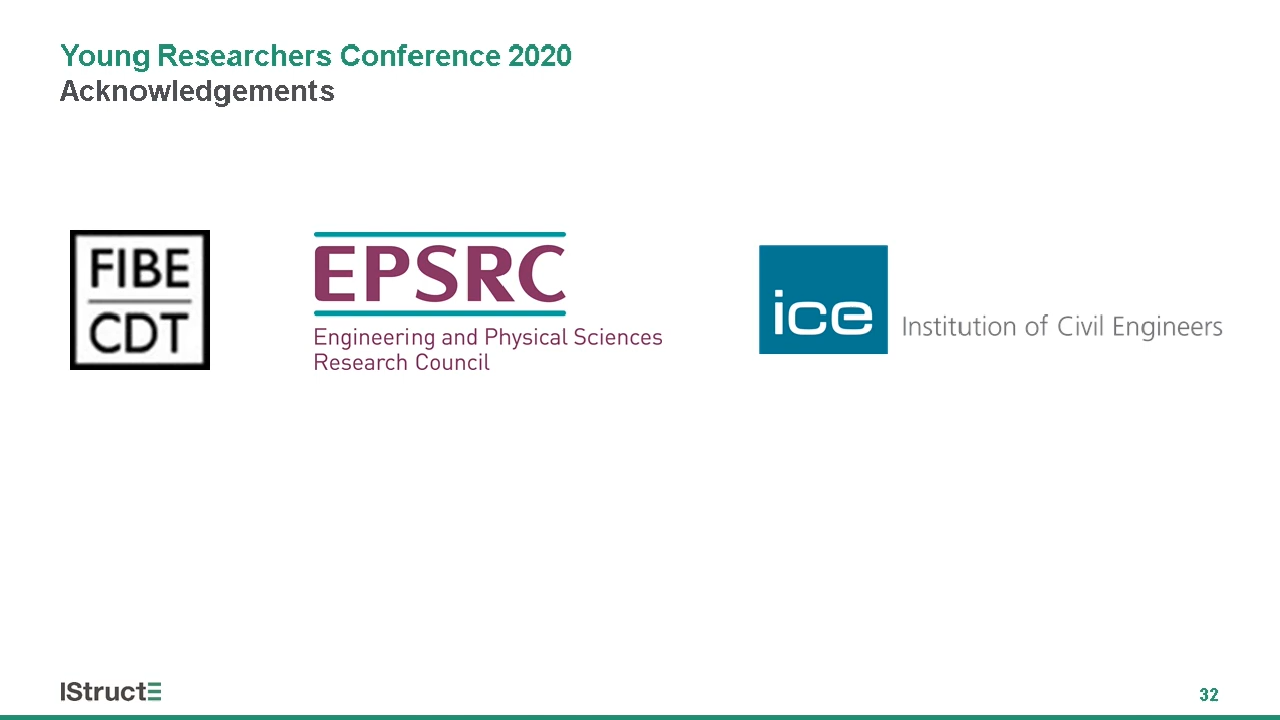 Young Researchers Conference 2020
Acknowledgements
FIBE
CDT
EPSRC
Engineering and Physical Sciences
Research Council
ice
Institution of Civil Engineers
IStructE
32